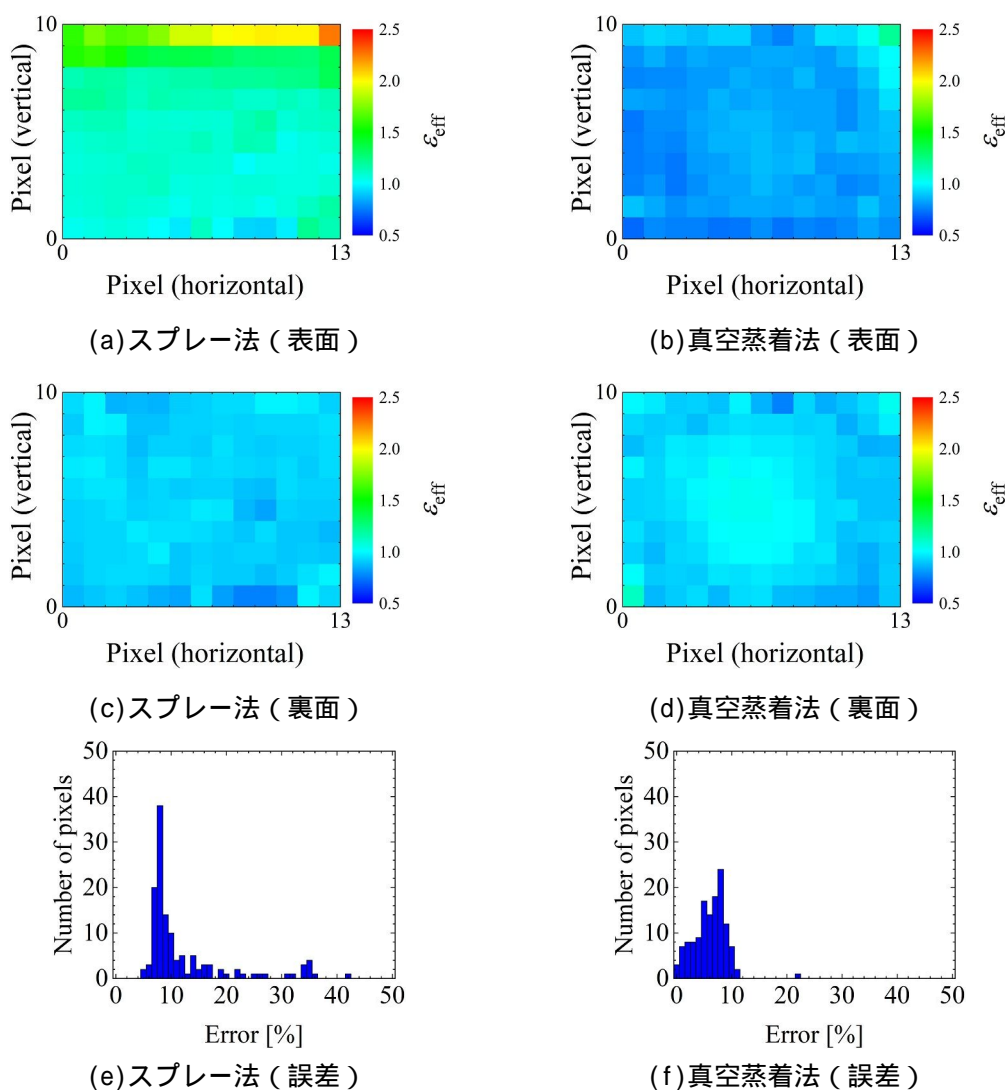 10
Pixel (vertical)
0
0
13
Pixel (horizontal)
2.5
2.0
1.5
1.0
0.5
εeff
(a)スプレー法（表面）
10
Pixel (vertical)
0
0
13
Pixel (horizontal)
2.5
2.0
1.5
1.0
0.5
εeff
(b)真空蒸着法（表面）
10
Pixel (vertical)
0
0
13
Pixel (horizontal)
2.5
2.0
1.5
1.0
0.5
εeff
(c)スプレー法（裏面）
10
Pixel (vertical)
0
0
13
Pixel (horizontal)
2.5
2.0
1.5
1.0
0.5
εeff
(d)真空蒸着法（裏面）
50
40
30
20
10
0
Number of pixels
0 10 20 30 40 50
Error [%]
(e)スプレー法（誤差）
50
40
30
20
10
0
Number of pixels
0 10 20 30 40 50
Error [%]
(f)真空蒸着法（誤差）